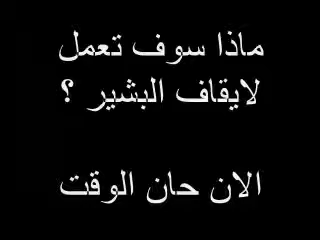 ماذا سوف تعمل
لايقاف البشير ؟
الان حان الوقت